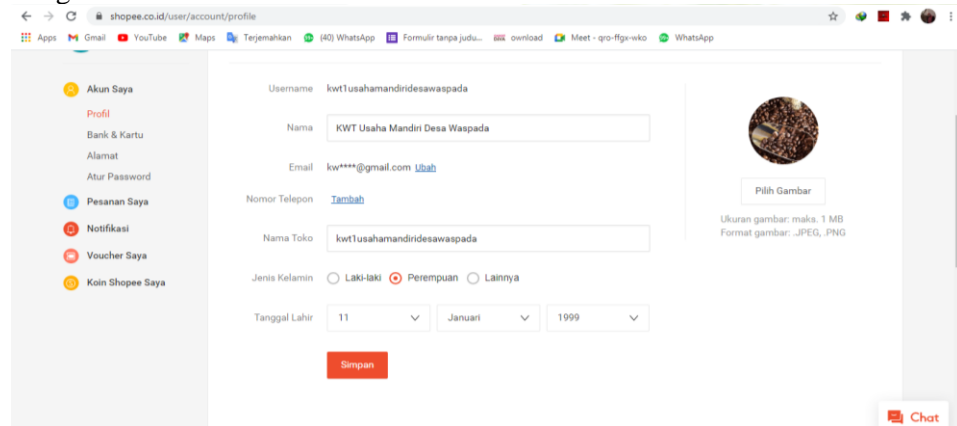 shopee.co.id/user/account/profile
Apps Gmail YouTube Maps Terjemahkan (40) WhatsApp Formulir tanpa judu... ownload Meet - qro-ffgx-wko WhatsApp
Akun Saya
Profil
Bank & Kartu
Alamat
Atur Password
Pesanan Saya
Notifikasi
Voucher Saya
Koin Shopee Saya
Username kwt1usahamandiridesawaspada
Nama KWT Usaha Mandiri Desa Waspada
Email kw****@gmail.com Ubah
Nomor Telepon Tambah
Nama Toko kwt1usahamandiridesawaspada
Jenis Kelamin Laki-laki Perempuan Lainnya
Tanggal Lahir 11 Januari 1999
Simpan
Pilih Gambar
Ukuran gambar: maks. 1 MB
Format gambar: .JPEG, .PNG
Chat